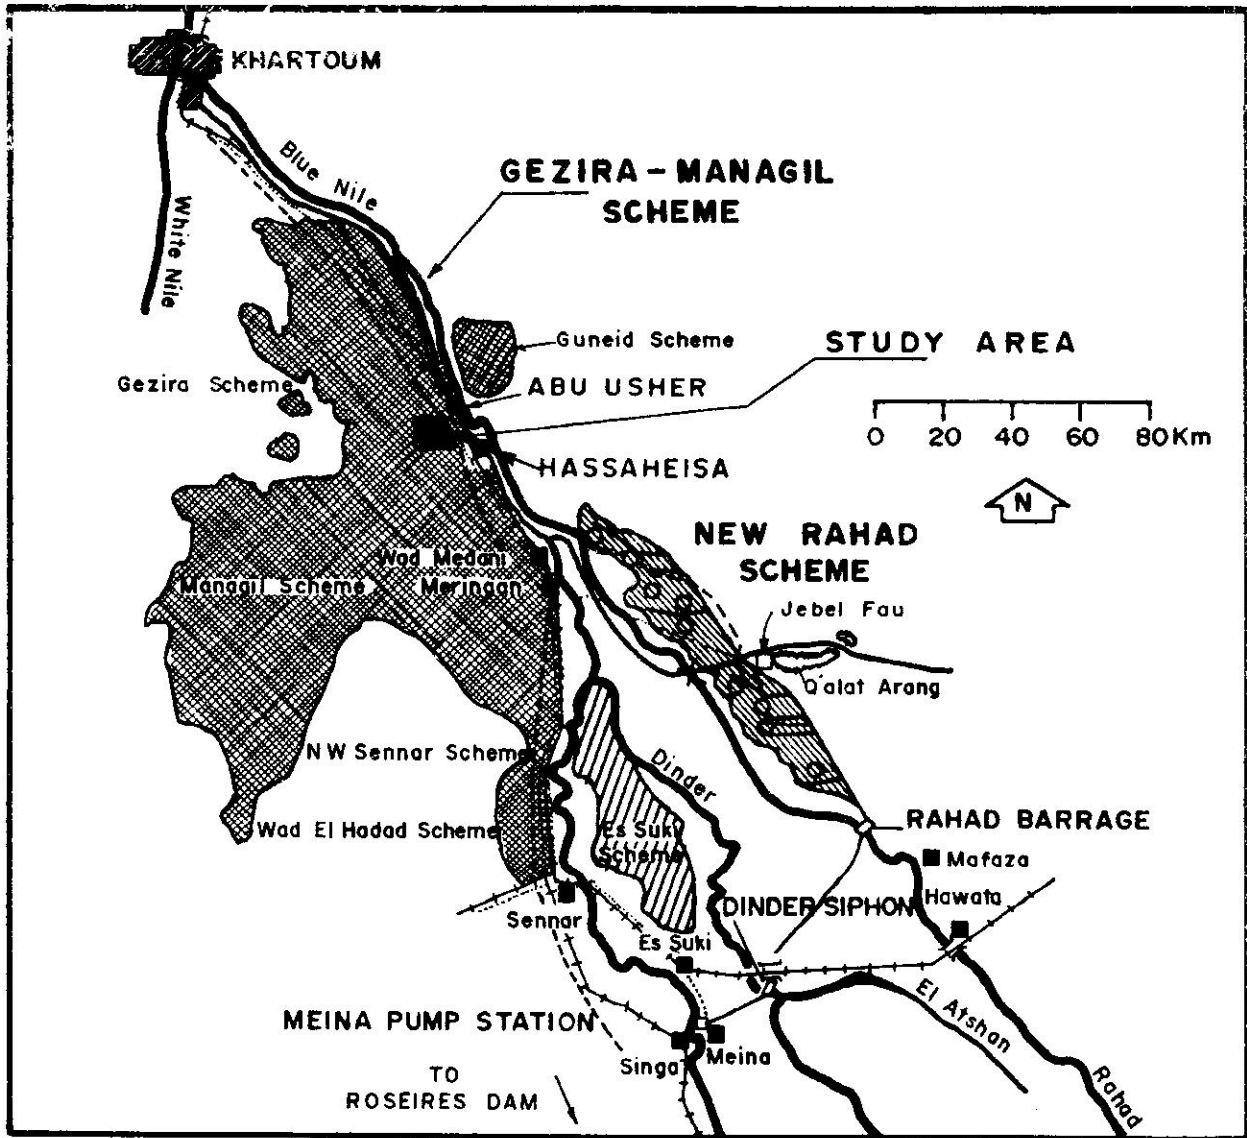 KHARTOUM
Blue Nile
White Nile
GEZIRA-MANAGIL
SCHEME
Guneid Scheme
STUDY AREA
Gezira Scheme
ABU USHER
0 20 40 60 80Km
HASSAHEISA
N
NEW RAHAD
SCHEME
Wad Medani
Managil Scheme
Meringan
Jebel Fau
Q'alat Arang
NW Sennar Scheme
Dinder
Wad El Hadad Scheme
Es Suki
Scheme
RAHAD BARRAGE
Mafaza
Sennar
DINDER SIPHON
Hawata
Es Suki
El Atshan
MEINA PUMP STATION
Singa
Meina
TO
ROSEIRES DAM
Rahad